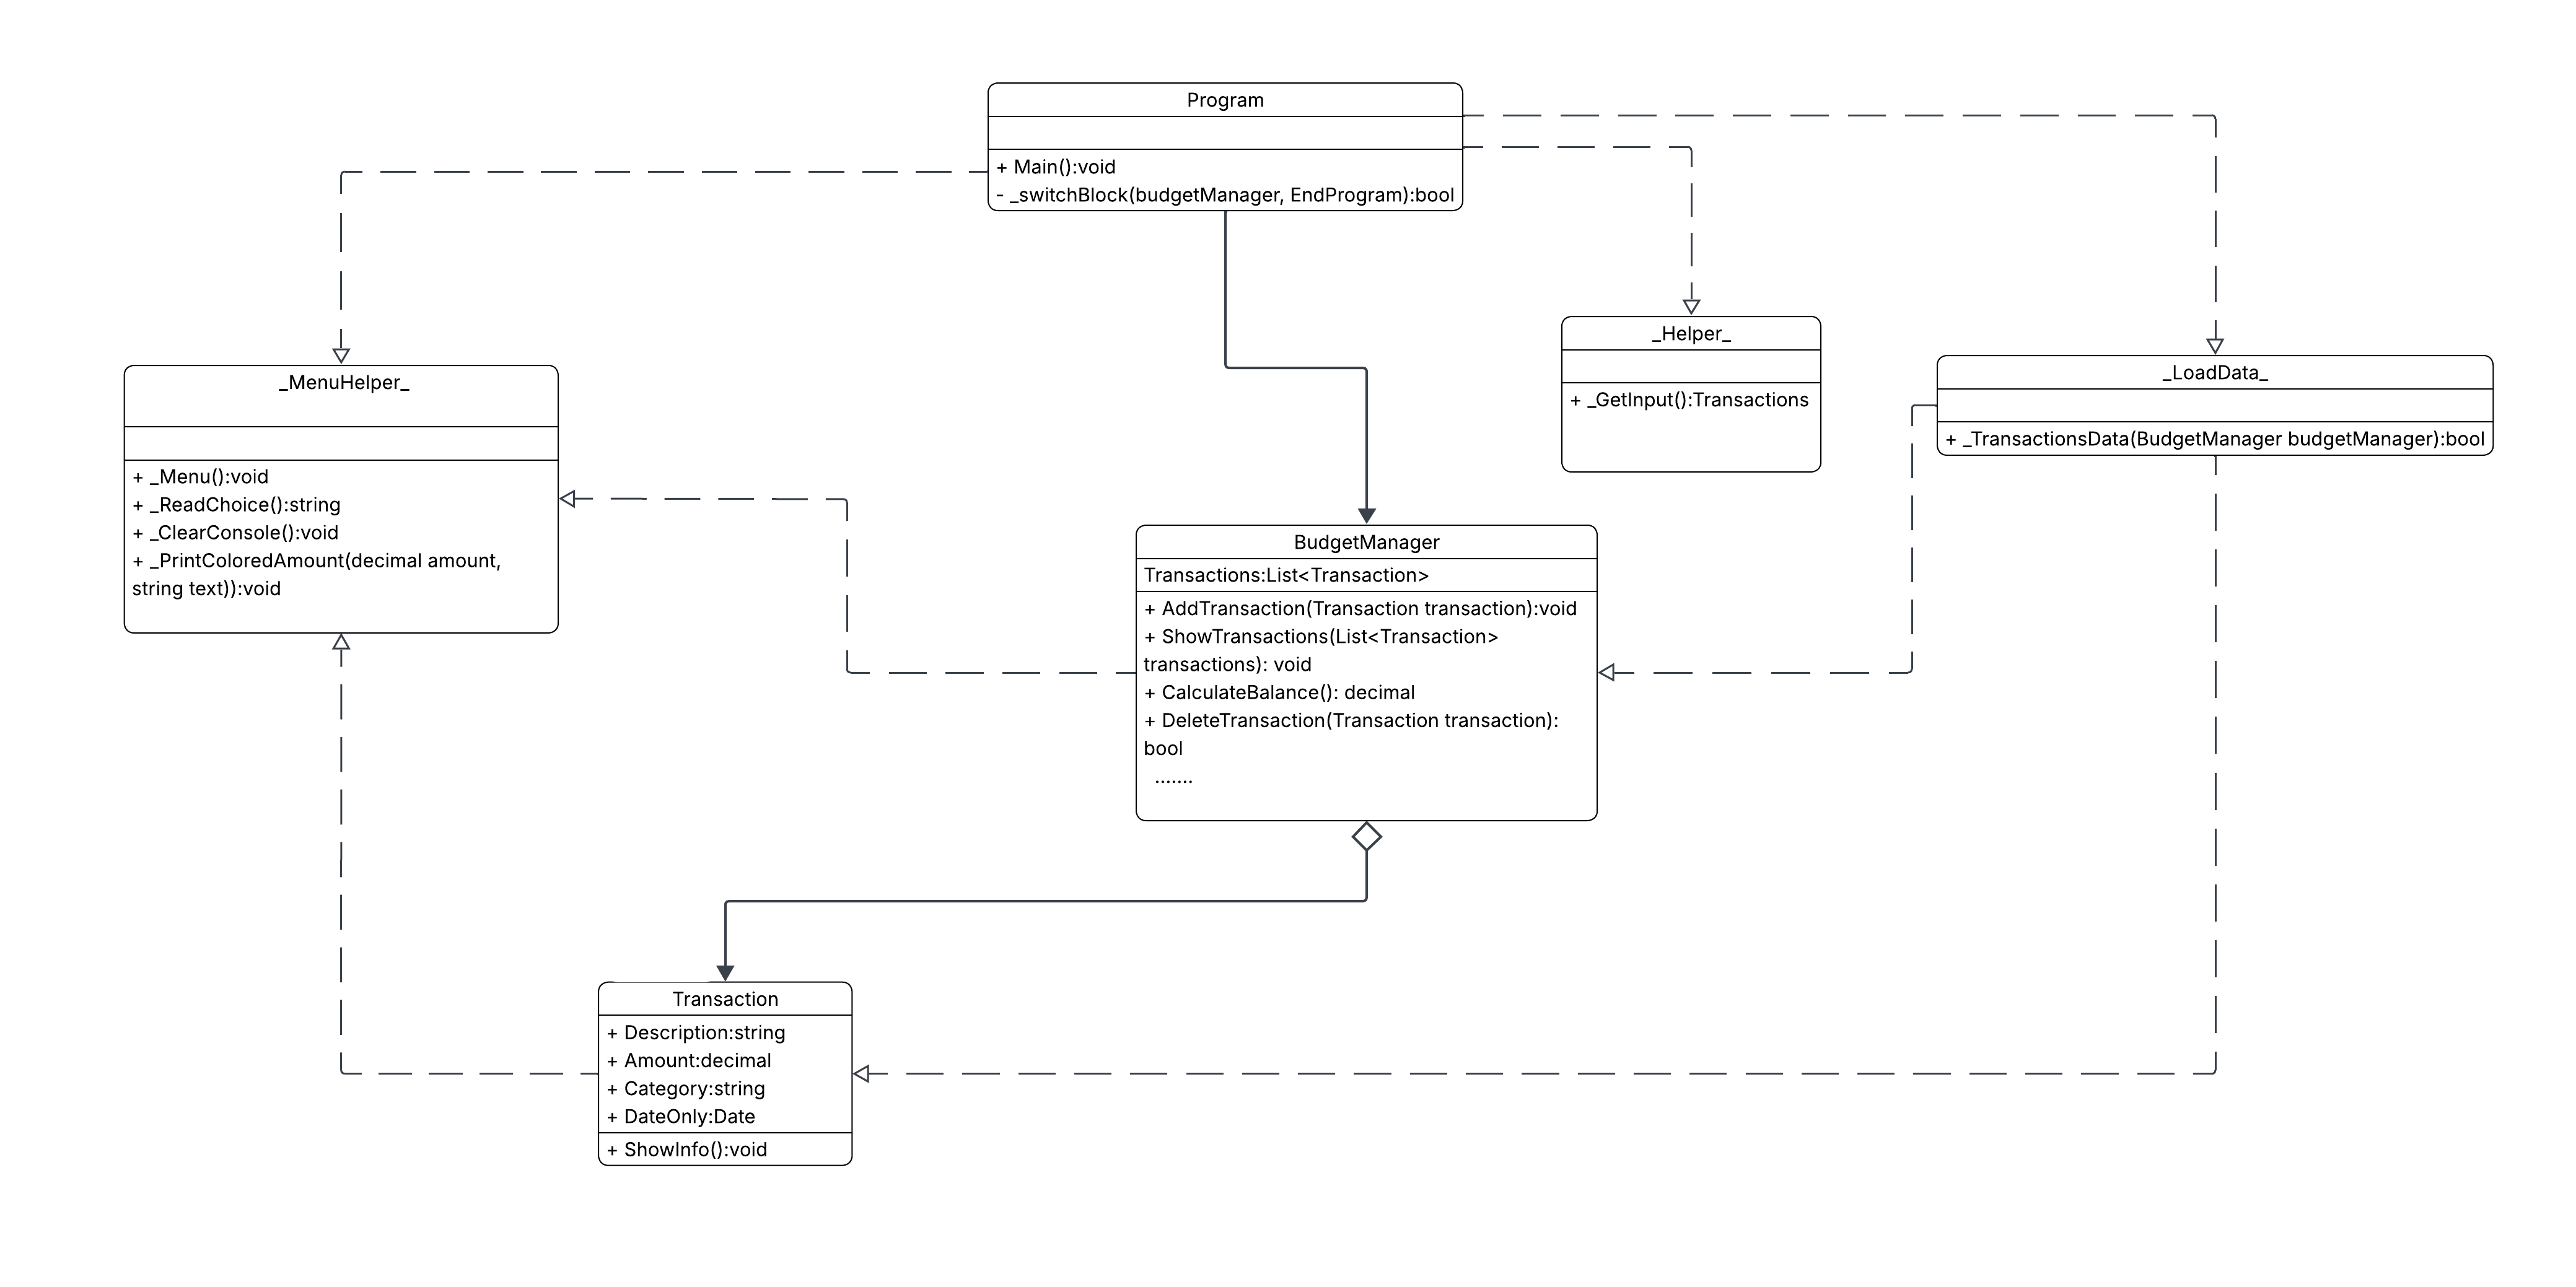 Program
+ Main():void
- _switchBlock(budgetManager, EndProgram):bool
_MenuHelper_
+ _Menu():void
+ _ReadChoice():string
+ _ClearConsole():void
+ _PrintColoredAmount(decimal amount,
string text)):void
_Helper_
+ _GetInput():Transactions
_LoadData_
+ _TransactionsData(BudgetManager budgetManager):bool
BudgetManager
Transactions:List<Transaction>
+ AddTransaction(Transaction transaction):void
+ ShowTransactions(List<Transaction>
transactions): void
+ CalculateBalance(): decimal
+ DeleteTransaction(Transaction transaction):
bool
.......
Transaction
+ Description:string
+ Amount:decimal
+ Category:string
+ DateOnly:Date
+ ShowInfo():void